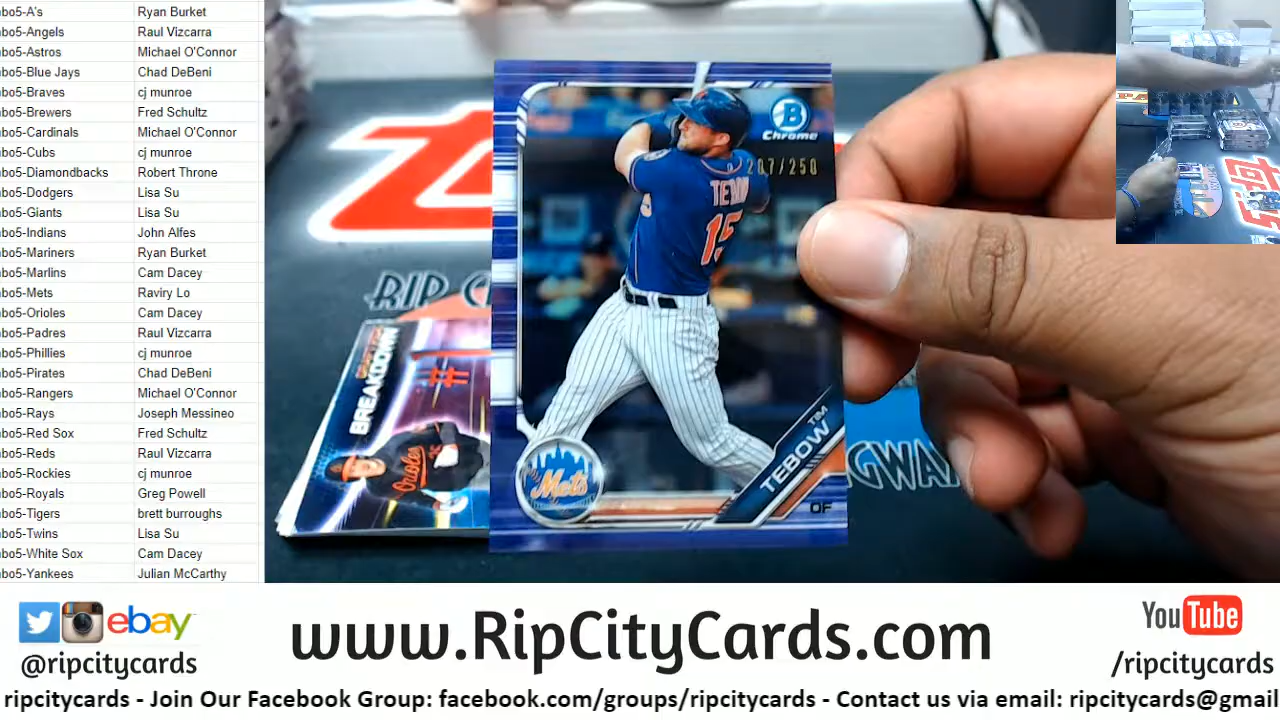 bo5-A's Ryan Burket
bo5-Angels Raul Vizcarra
bo5-Astros Michael O'Connor
bo5-Blue Jays Chad DeBeni
bo5-Braves cj munroe
bo5-Brewers Fred Schultz
bo5-Cardinals Michael O'Connor
bo5-Cubs cj munroe
bo5-Diamondbacks Robert Throne
bo5-Dodgers Lisa Su
bo5-Giants Lisa Su
bo5-Indians John Alfes
bo5-Mariners Ryan Burket
bo5-Marlins Cam Dacey
bo5-Mets Raviry Lo
bo5-Orioles Cam Dacey
bo5-Padres Raul Vizcarra
bo5-Phillies cj munroe
bo5-Pirates Chad DeBeni
bo5-Rangers Michael O'Connor
bo5-Rays Joseph Messineo
bo5-Red Sox Fred Schultz
bo5-Reds Raul Vizcarra
bo5-Rockies cj munroe
bo5-Royals Greg Powell
bo5-Tigers brett burroughs
bo5-Twins Lisa Su
bo5-White Sox Cam Dacey
bo5-Yankees Julian McCarthy
B
Chrome
207/250
TEBOW
15
RIP C
BREAKDOWN
Orioles
Mets
TIM
TEBOW
OF
GWA
ebay
@ripcitycards
www.RipCityCards.com
YouTube
/ripcitycards
ripcitycards - Join Our Facebook Group: facebook.com/groups/ripcitycards - Contact us via email: ripcitycards@gmail